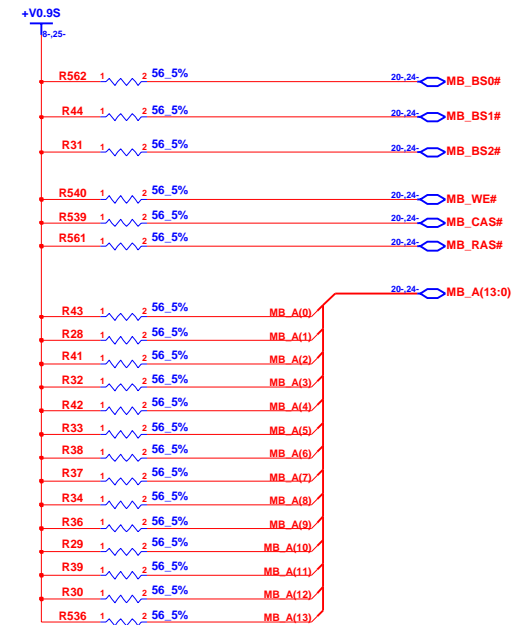 +V0.9S
8-,25-
R562 1 2 56_5% 20-,24- MB_BS0#
R44 1 2 56_5% 20-,24- MB_BS1#
R31 1 2 56_5% 20-,24- MB_BS2#
R540 1 2 56_5% 20-,24- MB_WE#
R539 1 2 56_5% 20-,24- MB_CAS#
R561 1 2 56_5% 20-,24- MB_RAS#
20-,24- MB_A(13:0)
R43 1 2 56_5% MB_A(0)
R28 1 2 56_5% MB_A(1)
R41 1 2 56_5% MB_A(2)
R32 1 2 56_5% MB_A(3)
R42 1 2 56_5% MB_A(4)
R33 1 2 56_5% MB_A(5)
R38 1 2 56_5% MB_A(6)
R37 1 2 56_5% MB_A(7)
R34 1 2 56_5% MB_A(8)
R36 1 2 56_5% MB_A(9)
R29 1 2 56_5% MB_A(10)
R39 1 2 56_5% MB_A(11)
R30 1 2 56_5% MB_A(12)
R536 1 2 56_5% MB_A(13)